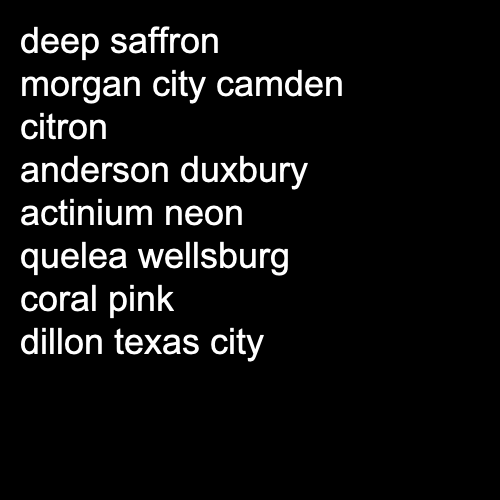 deep saffron
morgan city camden
citron
anderson duxbury
actinium neon
quelea wellsburg
coral pink
dillon texas city